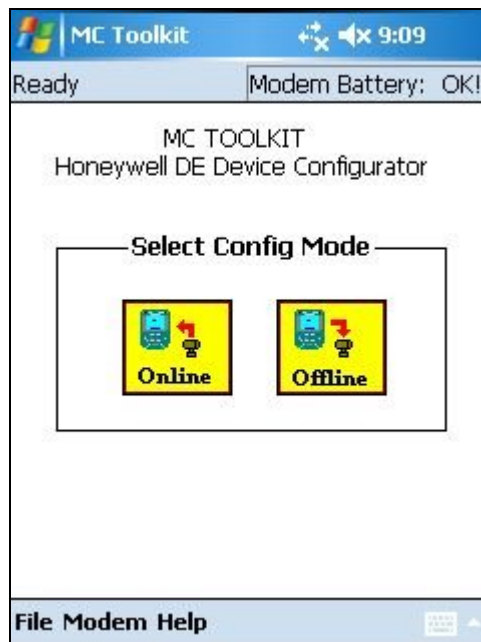 MC Toolkit 9:09
Ready Modem Battery: OK!
MC TOOLKIT
Honeywell DE Device Configurator
Select Config Mode
Online Offline
File Modem Help